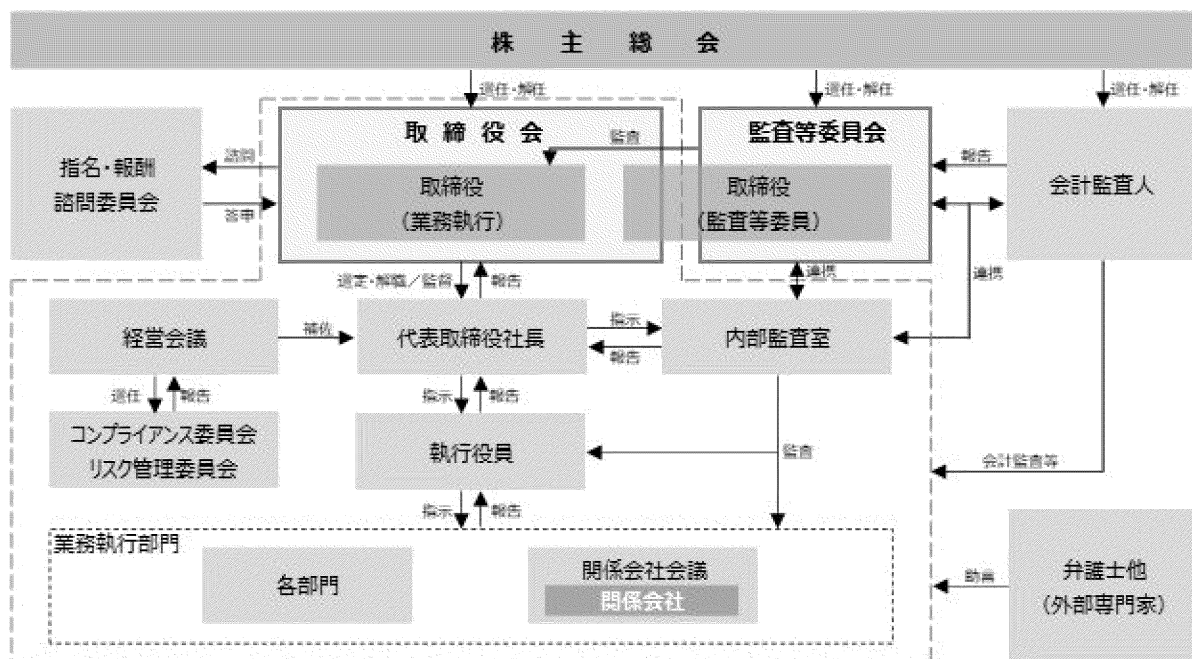 株主総会
選任・解任
選任・解任
選任・解任
指名・報酬
諮問委員会
諮問
答申
取締役会
取締役
(業務執行)
監査
監査等委員会
取締役
(監査等委員)
報告
会計監査人
選定・解職/監督
報告
連携
連携
経営会議
補佐
代表取締役社長
指示
報告
内部監査室
選任
報告
指示
報告
コンプライアンス委員会
リスク管理委員会
執行役員
監査
会計監査等
指示
報告
業務執行部門
各部門
関係会社会議
関係会社
助言
弁護士他
(外部専門家)